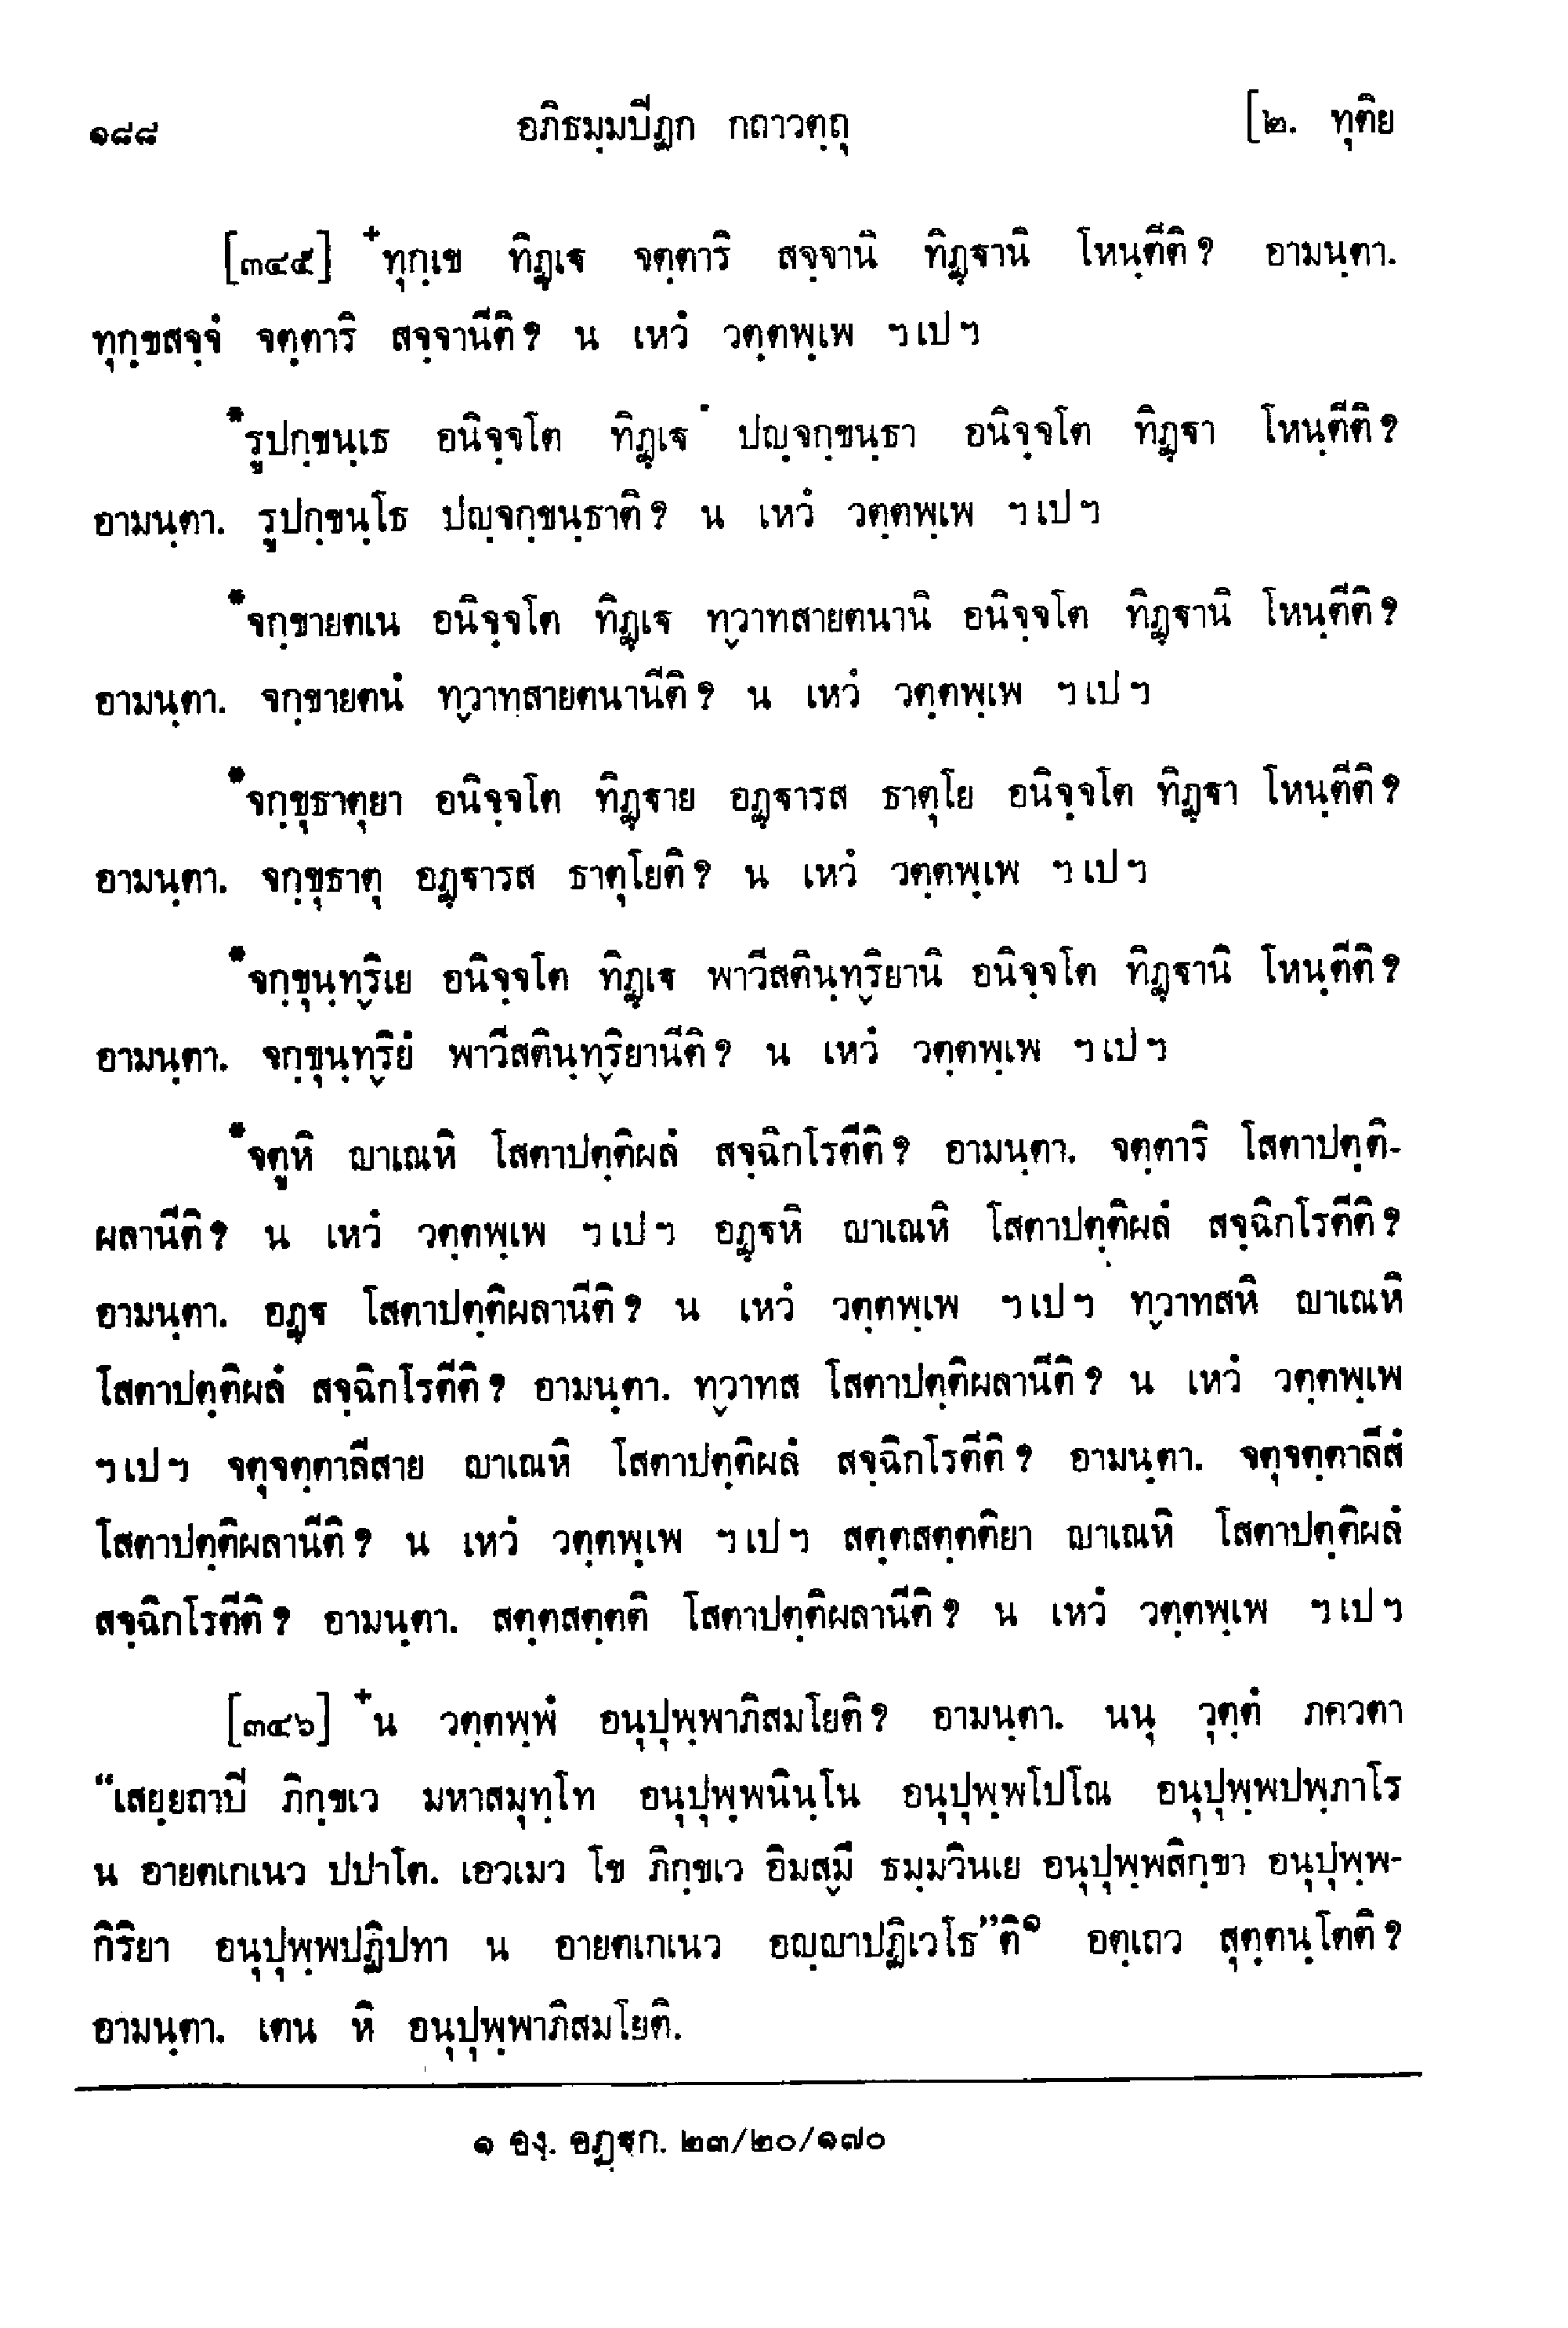 ๑๘๘ อภิธมฺมปิฏก กถาวตฺถุ [๒. ทุติย
[๓๔๕] +ทุกฺเข ทิฏฺเฐ จตฺตาริ สจฺจานิ ทิฏฺฐานิ โหนฺตีติ? อามนฺตา.
ทุกฺขสจฺจํ จตฺตาริ สจฺจานีติ? น เหวํ วตฺตพฺเพ ฯเปฯ
*รูปกฺขนฺเธ อนิจฺจโต ทิฏฺเฐ ปญฺจกฺขนฺธา อนิจฺจโต ทิฏฺฐา โหนฺตีติ?
อามนฺตา. รูปกฺขนฺโธ ปญฺจกฺขนฺธาติ? น เหวํ วตฺตพฺเพ ฯเปฯ
*จกฺขายตเน อนิจฺจโต ทิฏฺเฐ ทฺวาทสายตนานิ อนิจฺจโต ทิฏฺฐานิ โหนฺตีติ?
อามนฺตา. จกฺขายตนํ ทฺวาทสายตนานีติ? น เหวํ วตฺตพฺเพ ฯเปฯ
*จกฺขุธาตุยา อนิจฺจโต ทิฏฺฐาย อฏฺฐารส ธาตุโย อนิจฺจโต ทิฏฺฐา โหนฺตีติ?
อามนฺตา. จกฺขุธาตุ อฏฺฐารส ธาตุโยติ? น เหวํ วตฺตพฺเพ ฯเปฯ
*จกฺขุนฺทฺริเย อนิจฺจโต ทิฏฺเฐ พาวีสตินฺทฺริยานิ อนิจฺจโต ทิฏฺฐานิ โหนฺตีติ?
อามนฺตา. จกฺขุนฺทฺริยํ พาวีสตินฺทฺริยานีติ? น เหวํ วตฺตพฺเพ ฯเปฯ
*จตูหิ ญาเณหิ โสตาปตฺติผลํ สจฺฉิกโรตีติ? อามนฺตา. จตฺตาริ โสตาปตฺติ-
ผลานีติ? น เหวํ วตฺตพฺเพ ฯเปฯ อฏฺฐหิ ญาเณหิ โสตาปตฺติผลํ สจฺฉิกโรตีติ?
อามนฺตา. อฏฺฐ โสตาปตฺติผลานีติ? น เหวํ วตฺตพฺเพ ฯเปฯ ทฺวาทสหิ ญาเณหิ
โสตาปตฺติผลํ สจฺฉิกโรตีติ? อามนฺตา. ทฺวาทส โสตาปตฺติผลานีติ? น เหวํ วตฺตพฺเพ
ฯเปฯ จตุจตฺตาลีสาย ญาเณหิ โสตาปตฺติผลํ สจฺฉิกโรตีติ? อามนฺตา. จตุจตฺตาลีสํ
โสตาปตฺติผลานีติ? น เหวํ วตฺตพฺเพ ฯเปฯ สตฺตสตฺตติยา ญาเณหิ โสตาปตฺติผลํ
สจฺฉิกโรตีติ? อามนฺตา. สตฺตสตฺตติ โสตาปตฺติผลานีติ? น เหวํ วตฺตพฺเพ ฯเปฯ
[๓๔๖] +น วตฺตพฺพํ อนุปุพฺพาภิสมโยติ? อามนฺตา. นนุ วุตฺตํ ภควตา
“เสยฺยถาปิ ภิกฺขเว มหาสมุทฺโท อนุปุพฺพนินฺโน อนุปุพฺพโปโณ อนุปุพฺพปพฺภาโร
น อายตเกเนว ปปาโต. เอวเมว โข ภิกฺขเว อิมสฺมึ ธมฺมวินเย อนุปุพฺพสิกฺขา อนุปุพฺพ-
กิริยา อนุปุพฺพปฏิปทา น อายตเกเนว อญฺญาปฏิเวโธ”ติ๑ อตฺเถว สุตฺตนฺโตติ?
อามนฺตา. เตน หิ อนุปุพฺพาภิสมโยติ.
๑ องฺ. อฏฺฐก. ๒๓/๒๐/๑๗๐